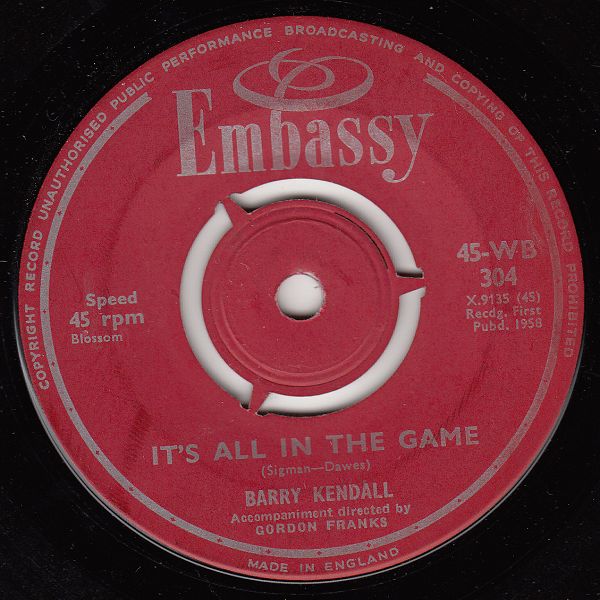 COPYRIGHT RECORD UNAUTHORISED PUBLIC PERFORMANCE BROADCASTING AND COPYING OF THIS RECORD PROHIBITED
Embassy
45-WB
304
X.9135 (45)
Recdg. First
Pubd. 1958
Speed
45 rpm
Blossom
IT'S ALL IN THE GAME
(Sigman—Dawes)
BARRY KENDALL
Accompaniment directed by
GORDON FRANKS
MADE IN ENGLAND